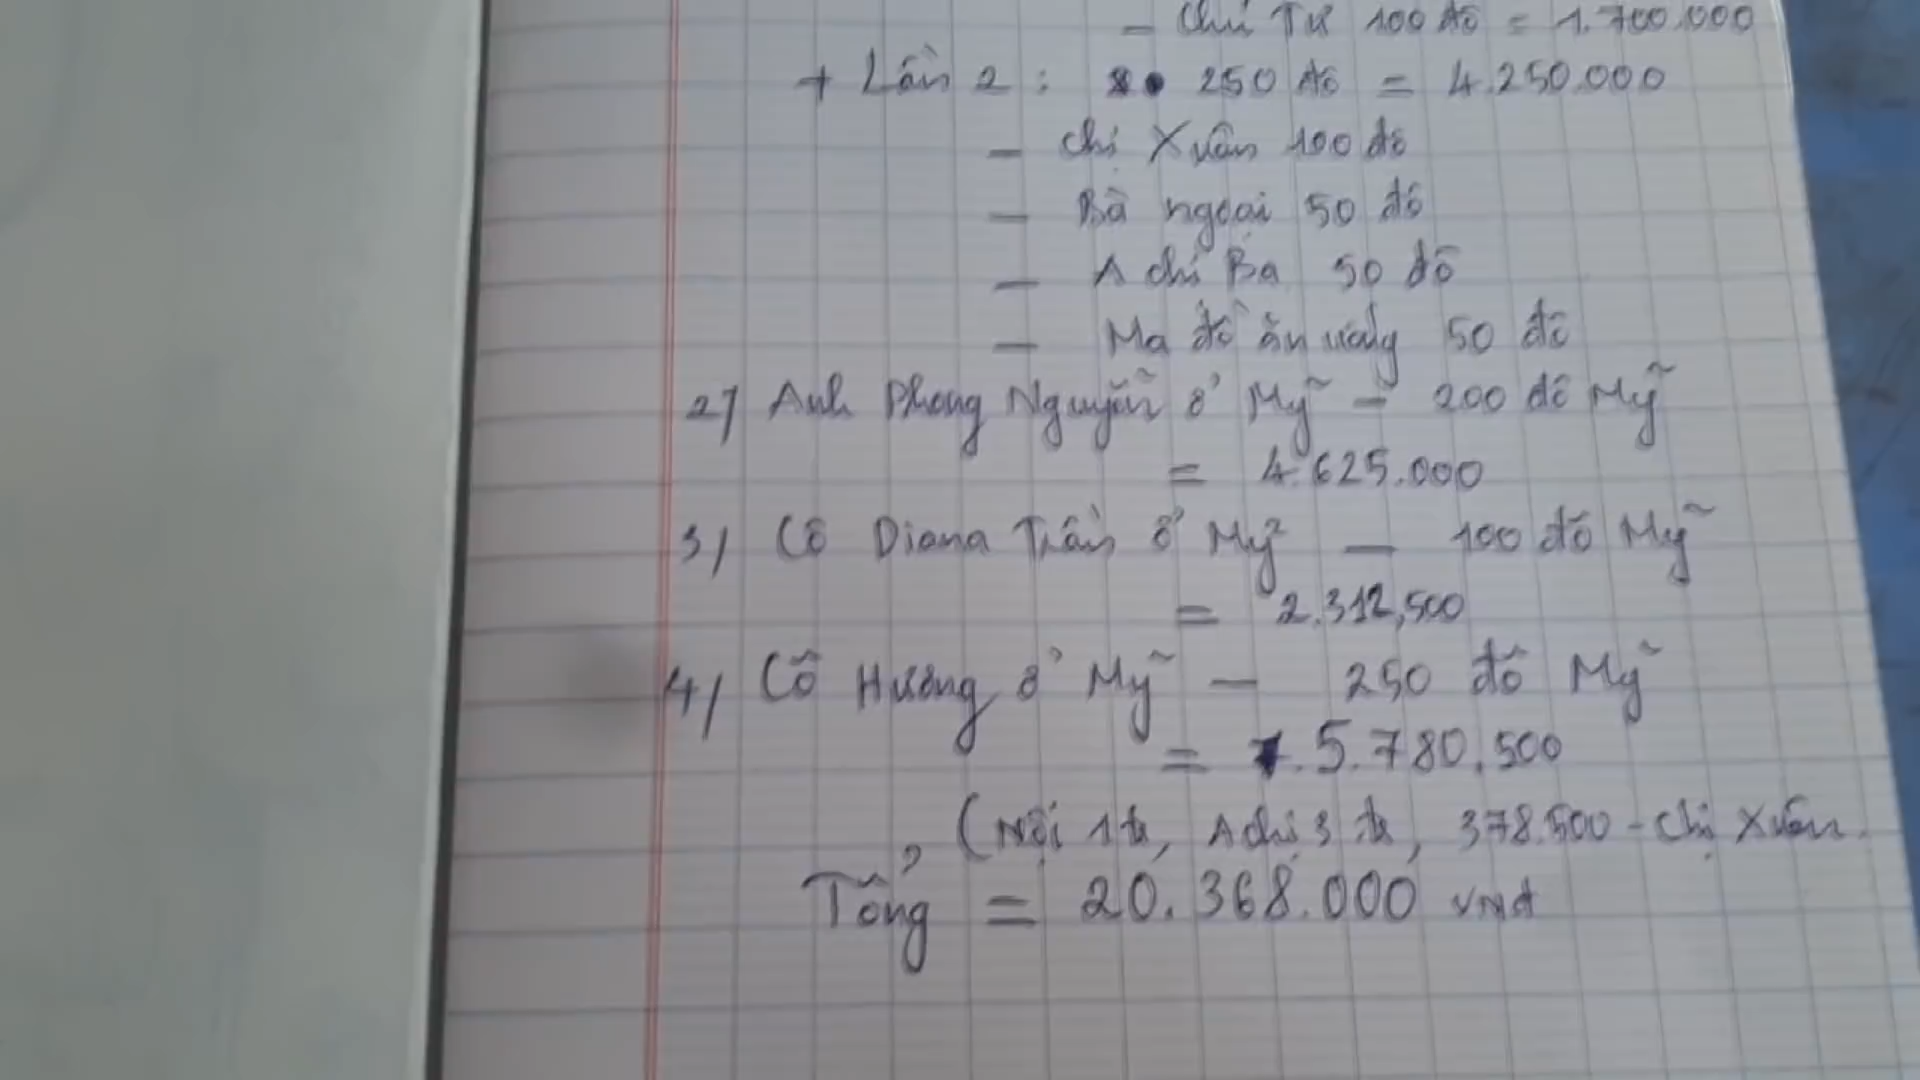 - Chú Tư 100 đô = 1.700.000
+ Lần 2 : 250 đô = 4.250.000
- Chị Xuân 100 đô
- Bà ngoại 50 đô
- A chí Ba 50 đô
- Ma đồ ăn uống 50 đô
2) Anh Phong Nguyễn ở Mỹ - 200 đô Mỹ
= 4.625.000
3) Cô Diana Trần ở Mỹ - 100 đô Mỹ
= 2.312,500
4) Cô Hương ở Mỹ - 250 đô Mỹ
= 5.780.500
(Nội 1tr, A chí 3 tr, 378.500 - Chị Xuân
Tổng = 20.368.000 vnđ